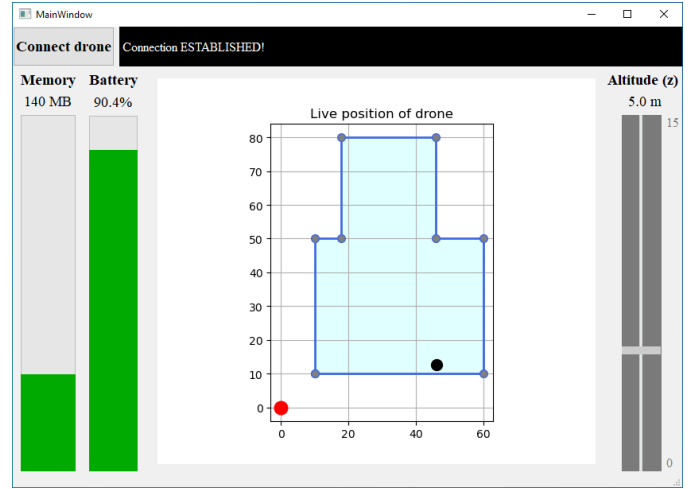 MainWindow
Connect drone
Connection ESTABLISHED!
Memory
140 MB
Battery
90.4%
Live position of drone
80
70
60
50
40
30
20
10
0
0
20
40
60
Altitude (z)
5.0 m
15
0